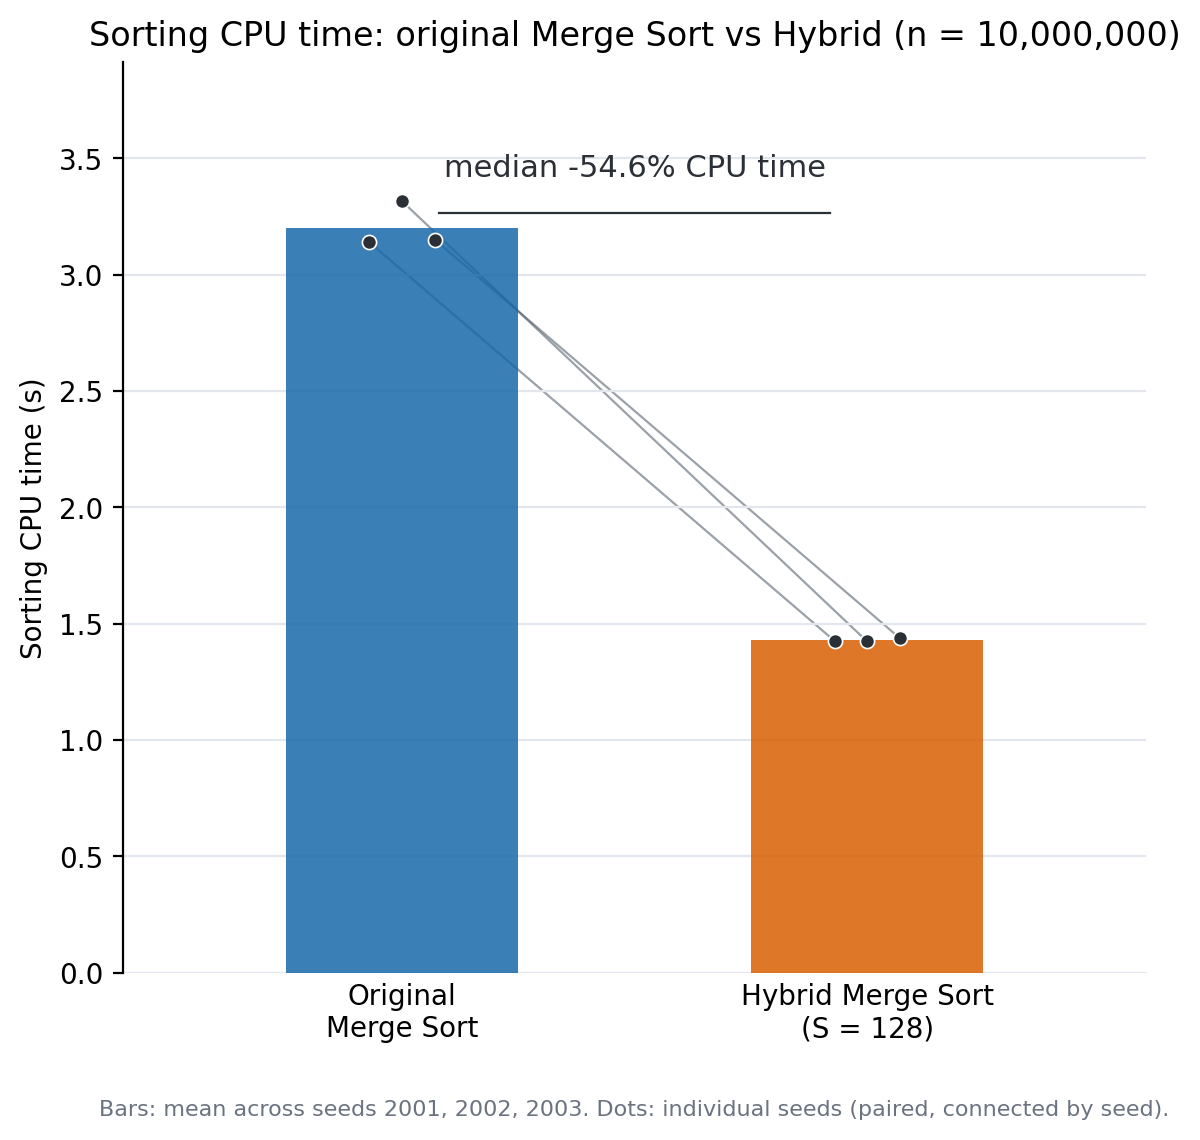 Sorting CPU time: original Merge Sort vs Hybrid (n = 10,000,000)
median -54.6% CPU time
Sorting CPU time (s)
3.5
3.0
2.5
2.0
1.5
1.0
0.5
0.0
Original
Merge Sort
Hybrid Merge Sort
(S = 128)
Bars: mean across seeds 2001, 2002, 2003. Dots: individual seeds (paired, connected by seed).